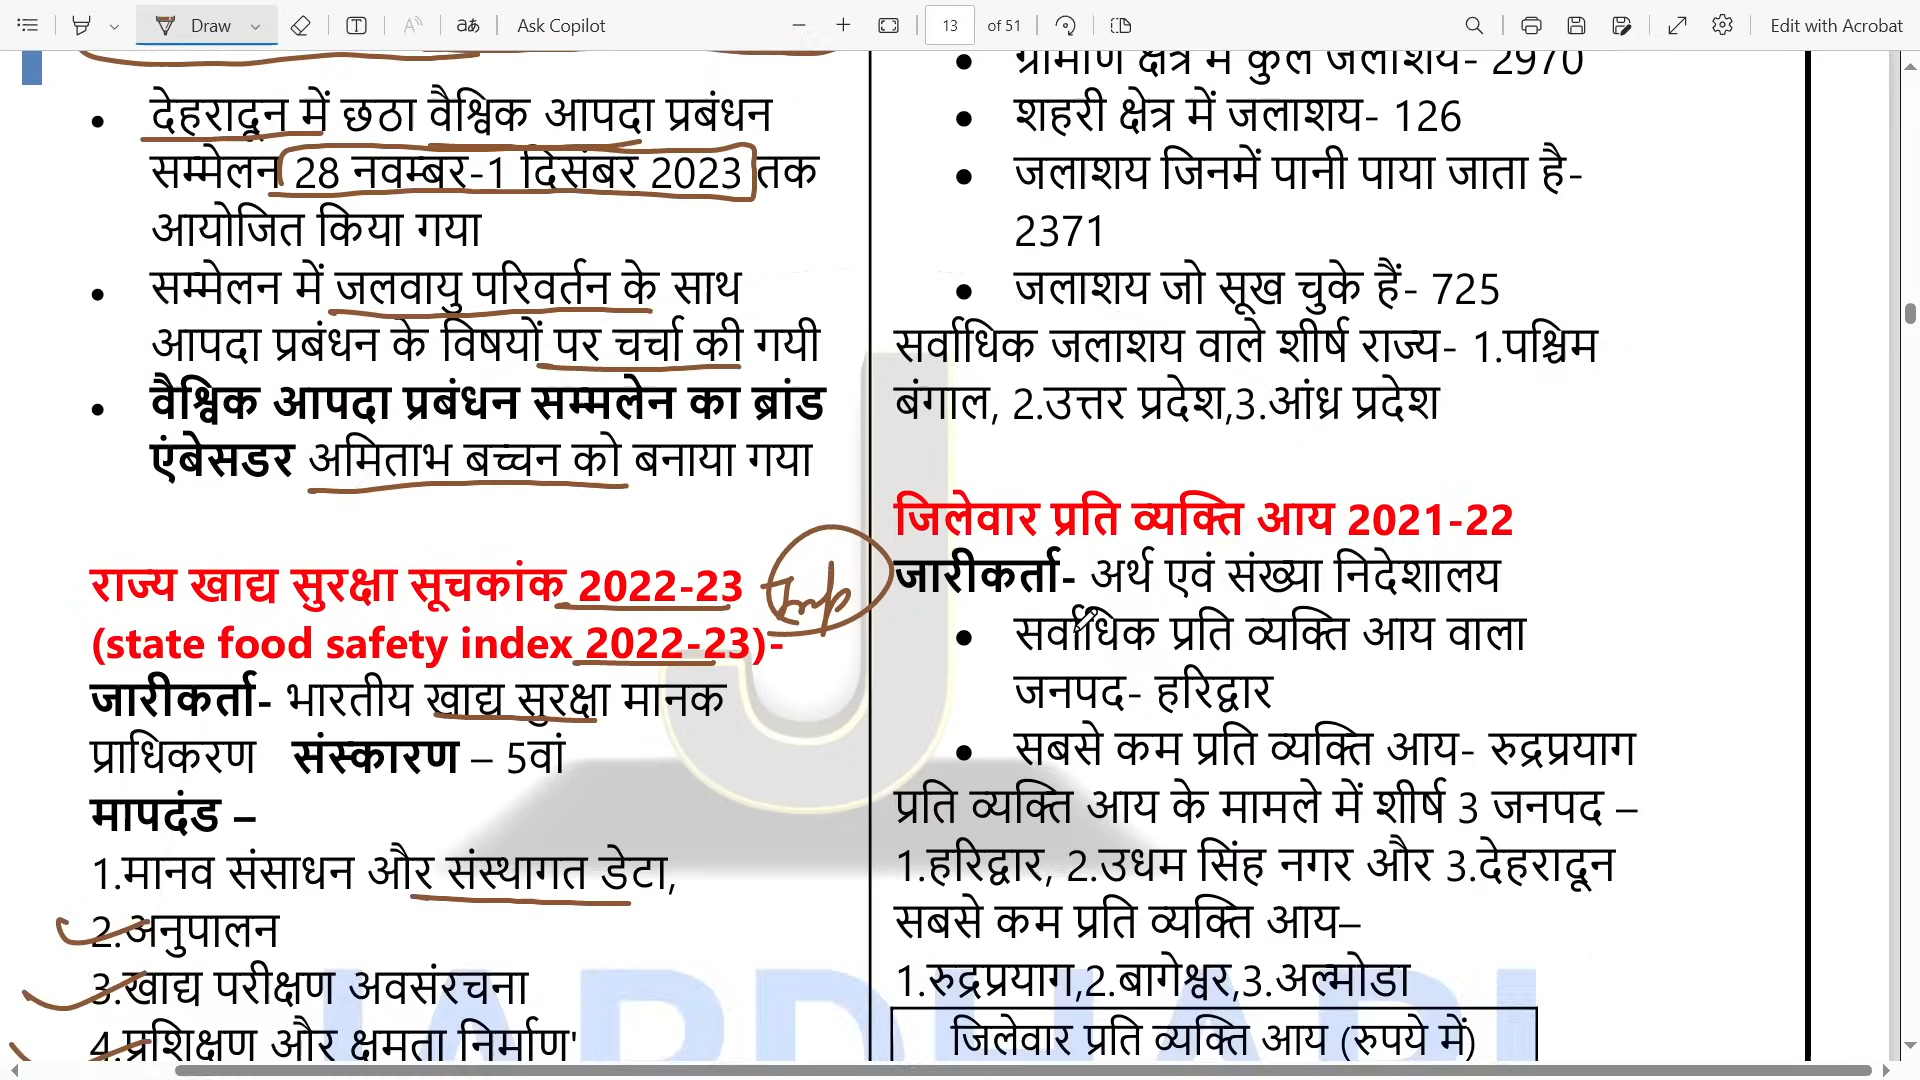 Draw
Ask Copilot
13 of 51
Edit with Acrobat
देहरादून में छठा वैश्विक आपदा प्रबंधन
सम्मेलन 28 नवम्बर-1 दिसंबर 2023 तक
आयोजित किया गया
सम्मेलन में जलवायु परिवर्तन के साथ
आपदा प्रबंधन के विषयों पर चर्चा की गयी
वैश्विक आपदा प्रबंधन सम्मलेन का ब्रांड
एंबेसडर अमिताभ बच्चन को बनाया गया
राज्य खाद्य सुरक्षा सूचकांक 2022-23
Imp
(state food safety index 2022-23)-
जारीकर्ता- भारतीय खाद्य सुरक्षा मानक
प्राधिकरण संस्कारण – 5वां
मापदंड –
1.मानव संसाधन और संस्थागत डेटा,
2.अनुपालन
3.खाद्य परीक्षण अवसंरचना
4.प्रशिक्षण और क्षमता निर्माण'
ग्रामीण क्षेत्र में कुल जलाशय- 2970
शहरी क्षेत्र में जलाशय- 126
जलाशय जिनमें पानी पाया जाता है-
2371
जलाशय जो सूख चुके हैं- 725
सर्वाधिक जलाशय वाले शीर्ष राज्य- 1.पश्चिम
बंगाल, 2.उत्तर प्रदेश,3.आंध्र प्रदेश
जिलेवार प्रति व्यक्ति आय 2021-22
जारीकर्ता- अर्थ एवं संख्या निदेशालय
सर्वाधिक प्रति व्यक्ति आय वाला
जनपद- हरिद्वार
सबसे कम प्रति व्यक्ति आय- रुद्रप्रयाग
प्रति व्यक्ति आय के मामले में शीर्ष 3 जनपद –
1.हरिद्वार, 2.उधम सिंह नगर और 3.देहरादून
सबसे कम प्रति व्यक्ति आय–
1.रुद्रप्रयाग,2.बागेश्वर,3.अल्मोडा
जिलेवार प्रति व्यक्ति आय (रुपये में)